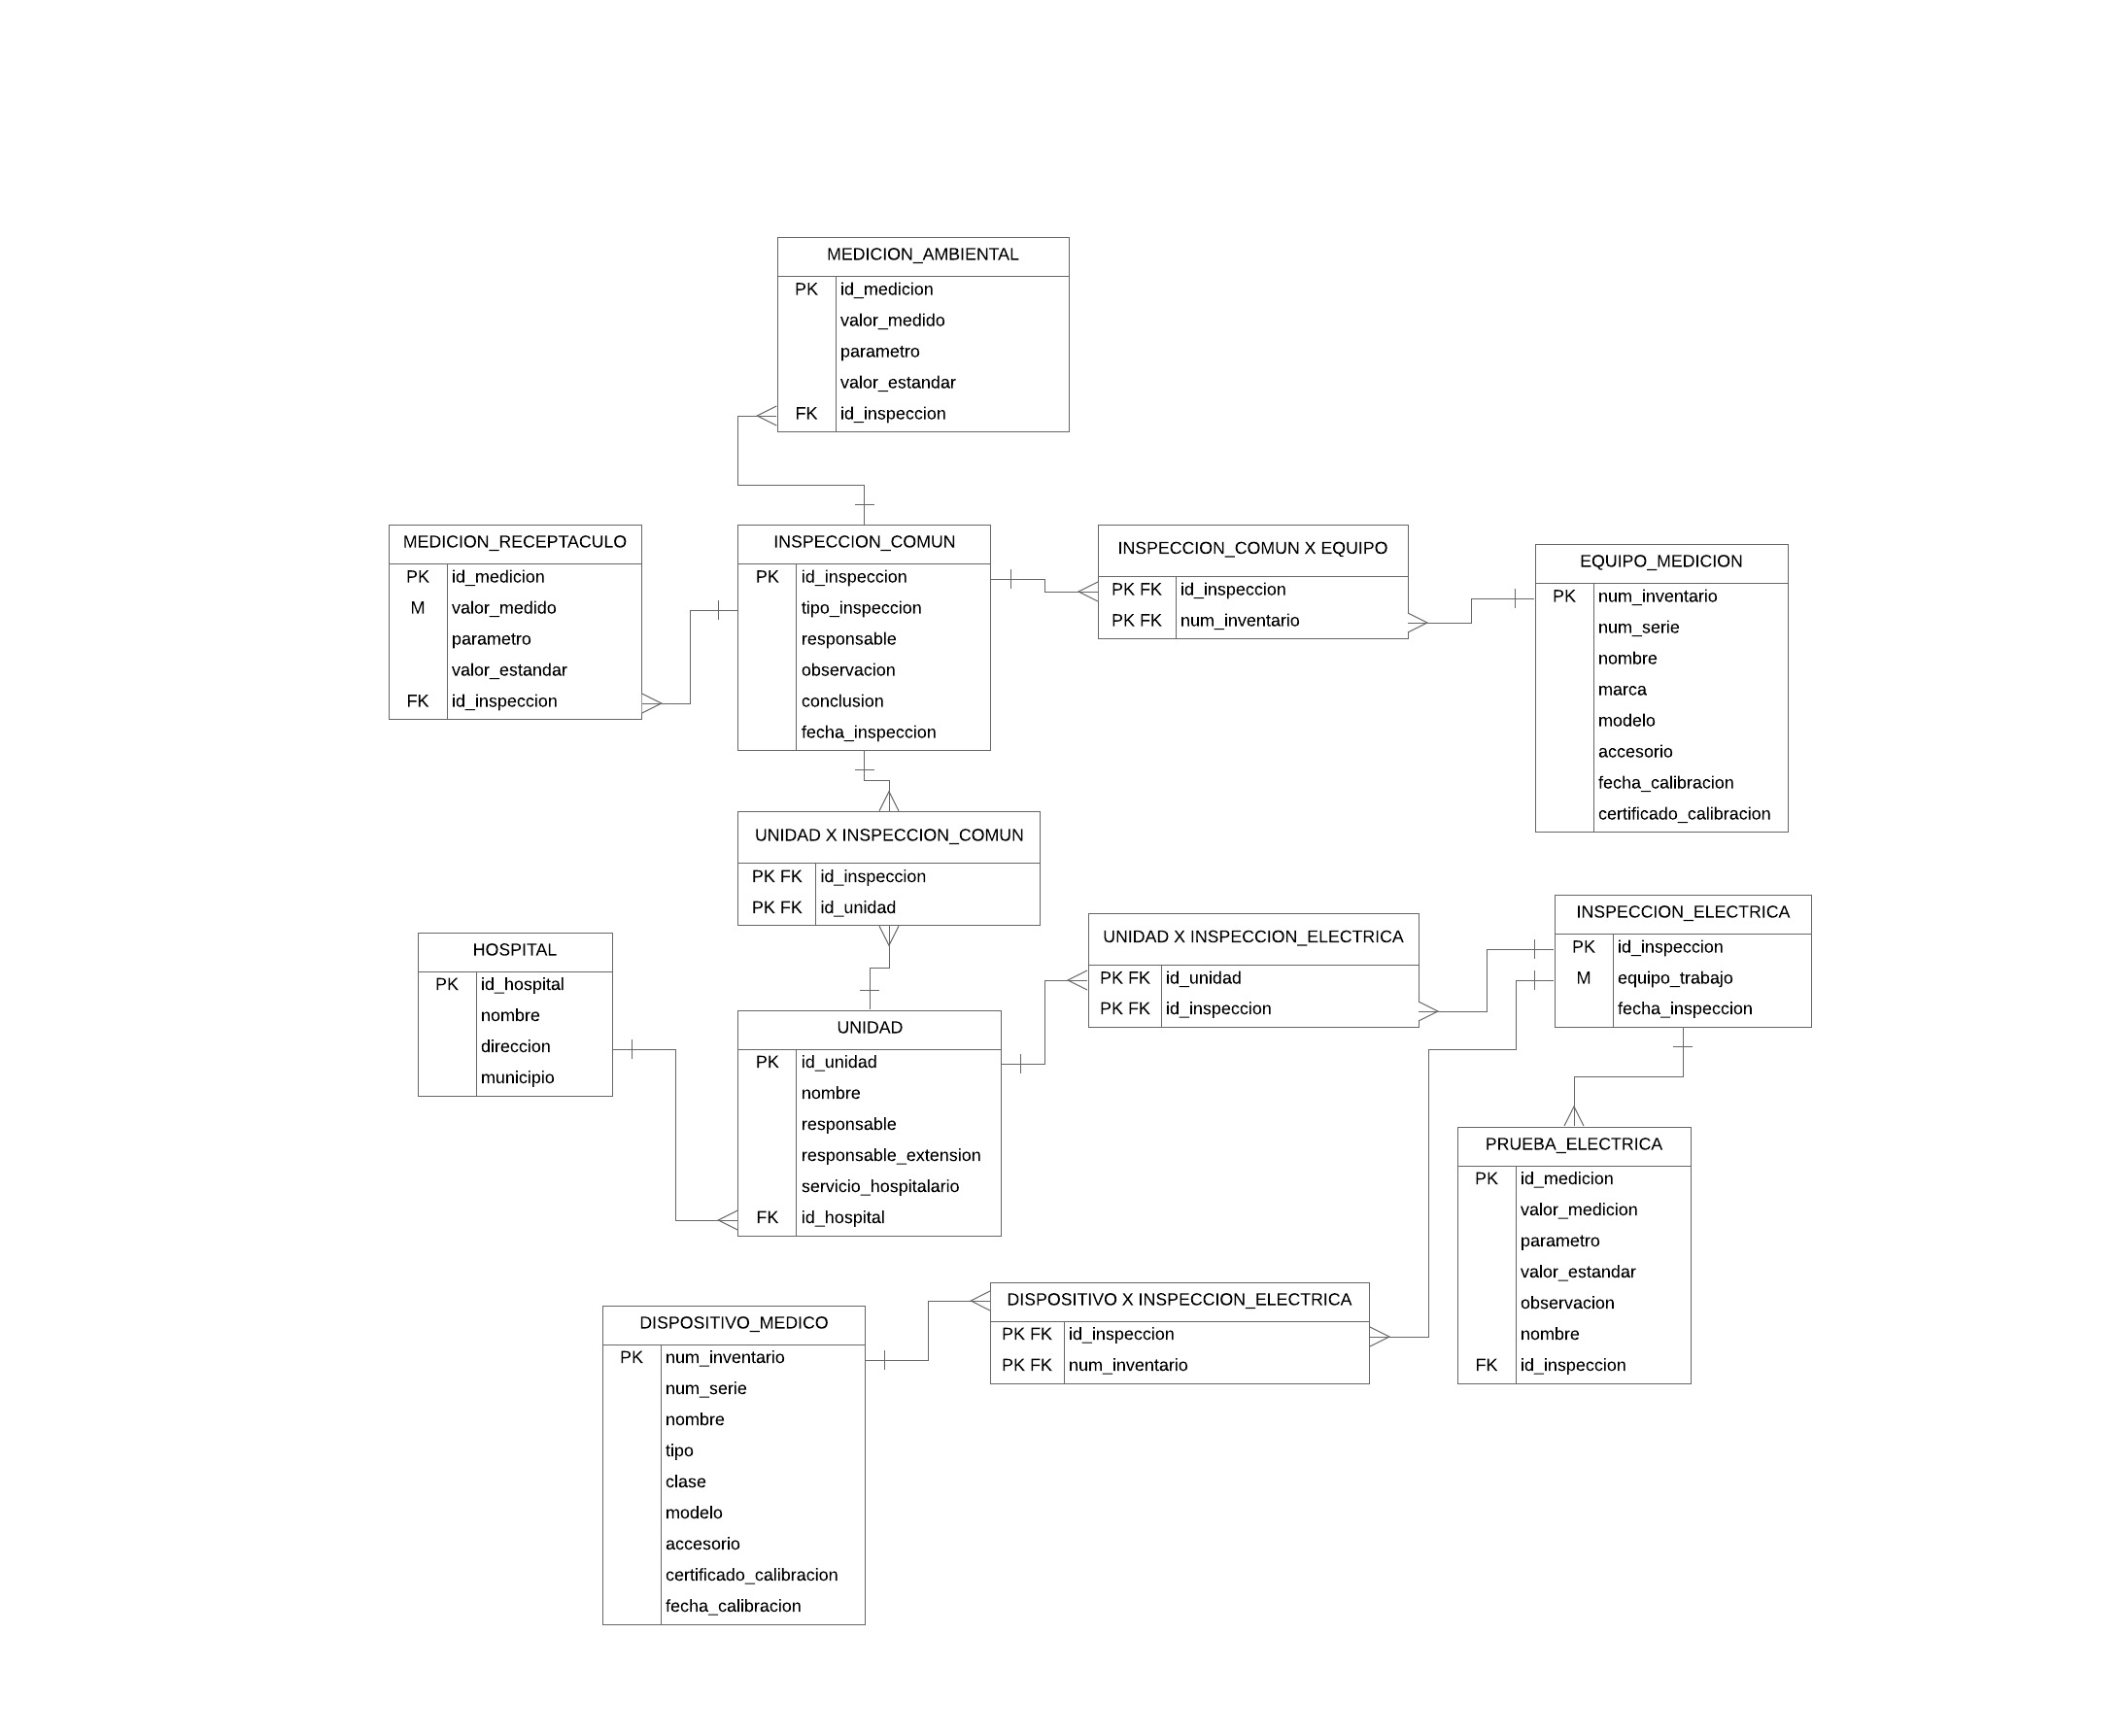 MEDICION_AMBIENTAL
PK id_medicion
valor_medido
parametro
valor_estandar
FK id_inspeccion
MEDICION_RECEPTACULO
PK id_medicion
M valor_medido
parametro
valor_estandar
FK id_inspeccion
INSPECCION_COMUN
PK id_inspeccion
tipo_inspeccion
responsable
observacion
conclusion
fecha_inspeccion
INSPECCION_COMUN X EQUIPO
PK FK id_inspeccion
PK FK num_inventario
EQUIPO_MEDICION
PK num_inventario
num_serie
nombre
marca
modelo
accesorio
fecha_calibracion
certificado_calibracion
UNIDAD X INSPECCION_COMUN
PK FK id_inspeccion
PK FK id_unidad
HOSPITAL
PK id_hospital
nombre
direccion
municipio
UNIDAD X INSPECCION_ELECTRICA
PK FK id_unidad
PK FK id_inspeccion
INSPECCION_ELECTRICA
PK id_inspeccion
M equipo_trabajo
fecha_inspeccion
UNIDAD
PK id_unidad
nombre
responsable
responsable_extension
servicio_hospitalario
FK id_hospital
PRUEBA_ELECTRICA
PK id_medicion
valor_medicion
parametro
valor_estandar
observacion
nombre
FK id_inspeccion
DISPOSITIVO X INSPECCION_ELECTRICA
PK FK id_inspeccion
PK FK num_inventario
DISPOSITIVO_MEDICO
PK num_inventario
num_serie
nombre
tipo
clase
modelo
accesorio
certificado_calibracion
fecha_calibracion